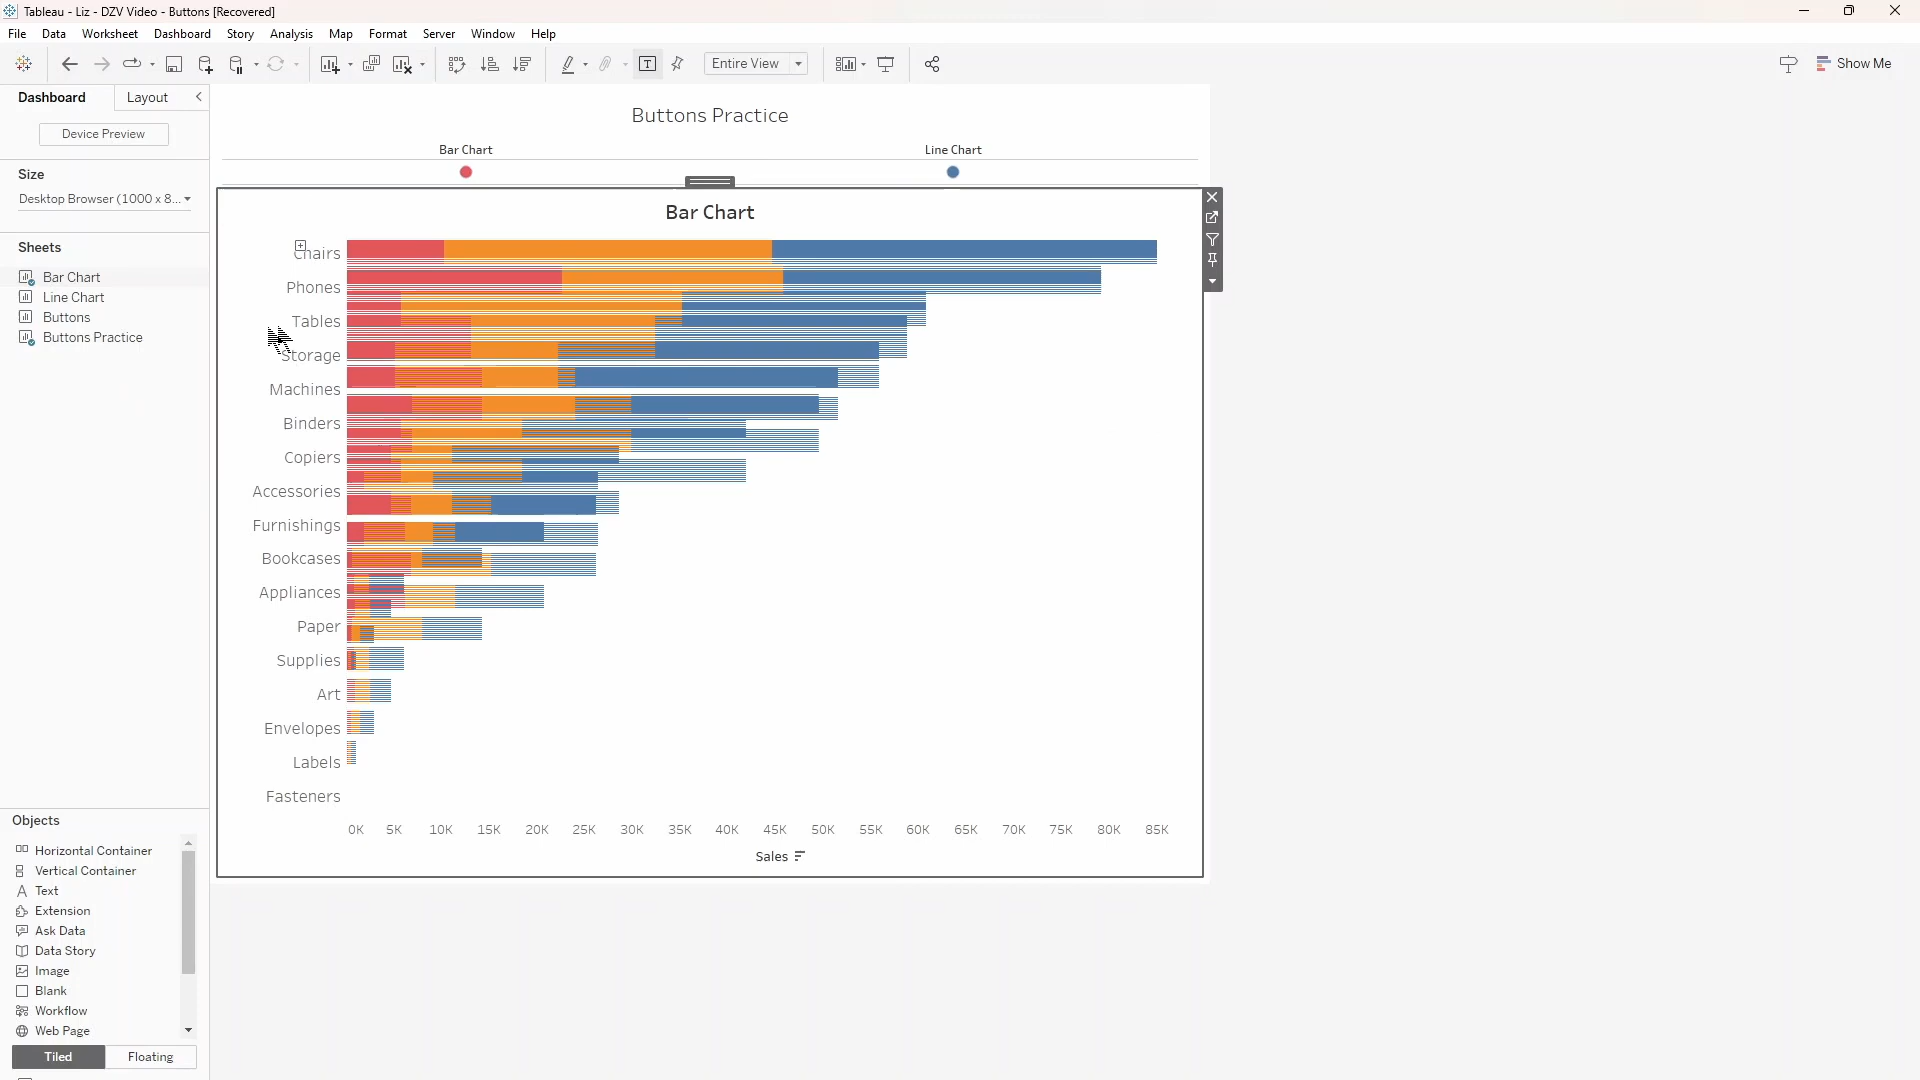 Tableau - Liz - DZV Video - Buttons [Recovered]
File Data Worksheet Dashboard Story Analysis Map Format Server Window Help
Entire View
Show Me
Dashboard Layout
Device Preview
Size
Desktop Browser (1000 x 8...
Sheets
Bar Chart
Line Chart
Buttons
Buttons Practice
Objects
Horizontal Container
Vertical Container
Text
Extension
Ask Data
Data Story
Image
Blank
Workflow
Web Page
Tiled Floating
Buttons Practice
Bar Chart Line Chart
Bar Chart
Chairs
Phones
Tables
Storage
Machines
Binders
Copiers
Accessories
Furnishings
Bookcases
Appliances
Paper
Supplies
Art
Envelopes
Labels
Fasteners
0K 5K 10K 15K 20K 25K 30K 35K 40K 45K 50K 55K 60K 65K 70K 75K 80K 85K
Sales